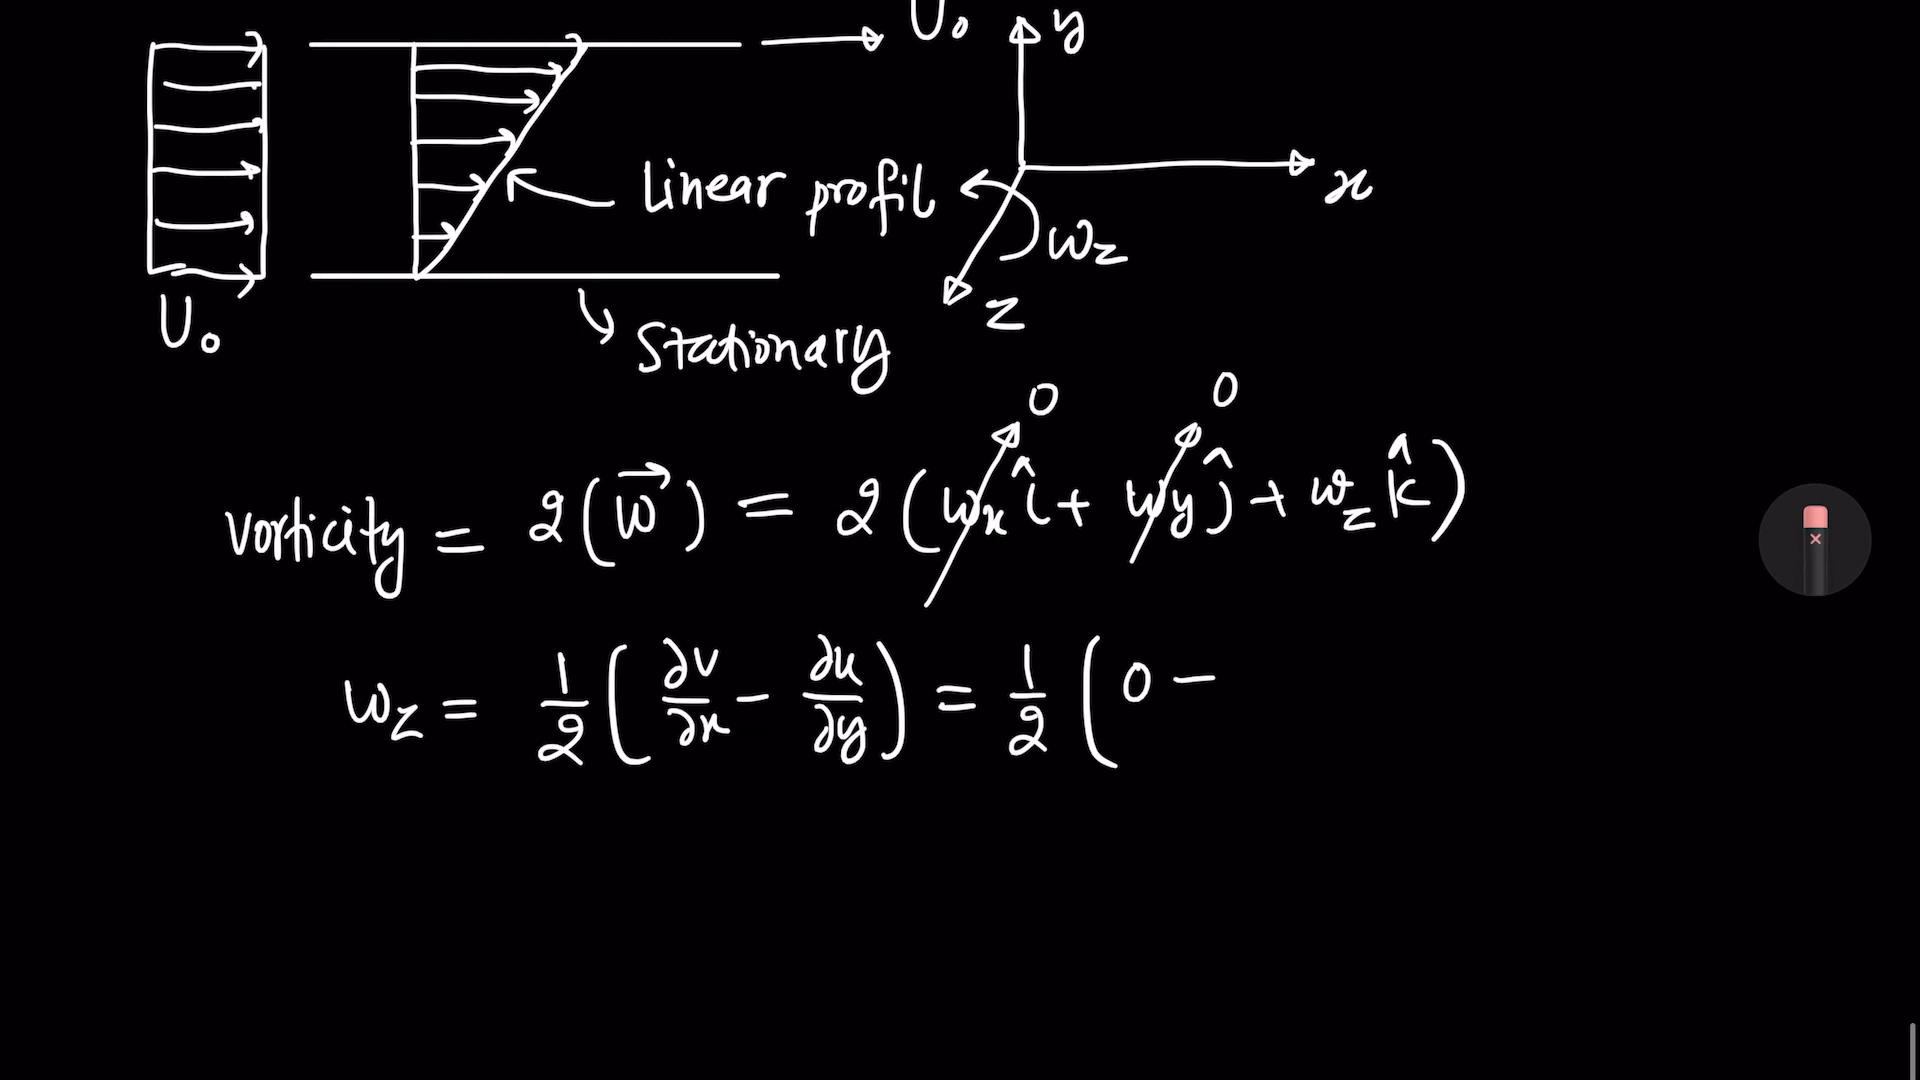 U₀ y
x
Linear profil ω_z
z
U₀ Stationary
0 0
vorticity = 2(ω⃗) = 2(ω_x î + ω_y ĵ + ω_z k̂)
ω_z = 1/2 (∂v/∂x − ∂u/∂y) = 1/2 (0 −